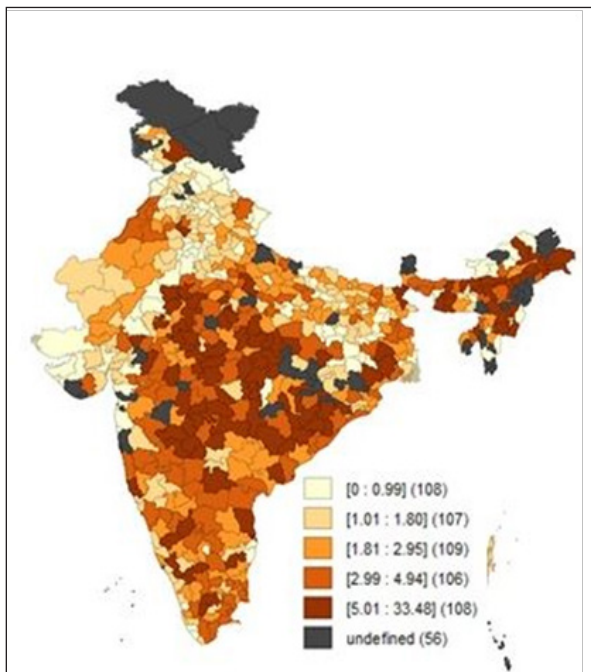 [0 : 0.99] (108)
[1.01 : 1.80] (107)
[1.81 : 2.95] (109)
[2.99 : 4.94] (106)
[5.01 : 33.48] (108)
undefined (56)